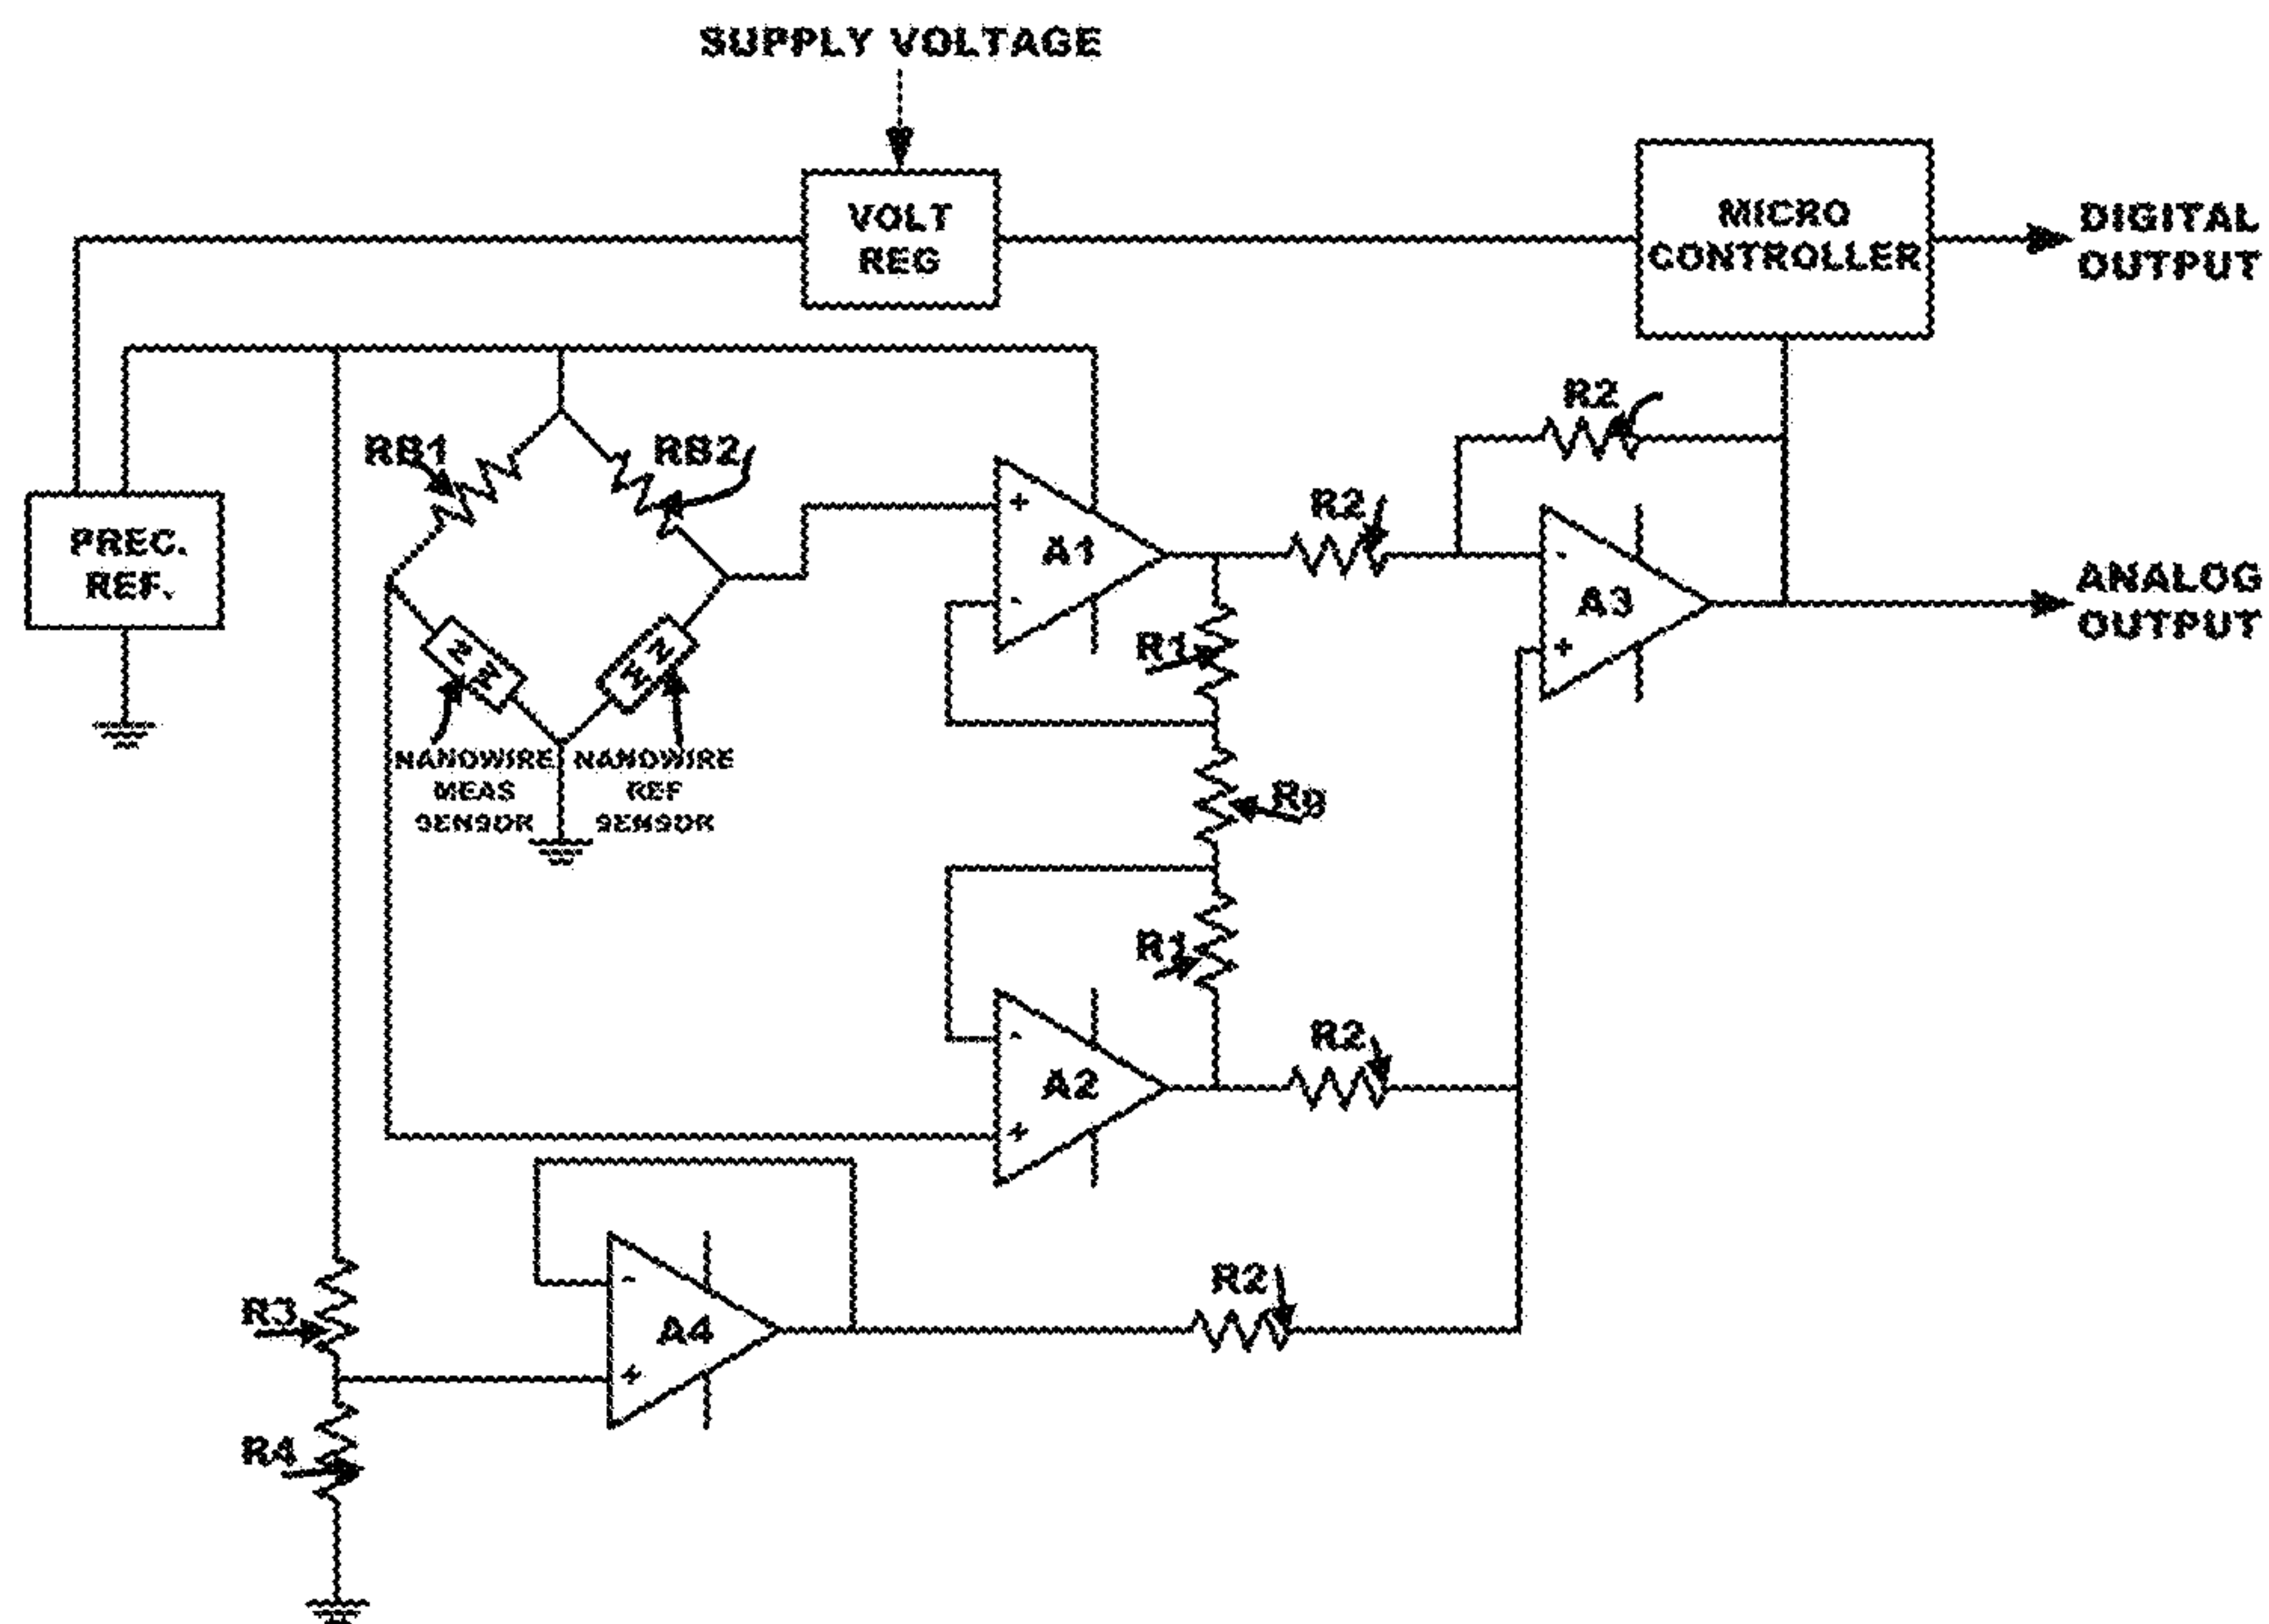 SUPPLY VOLTAGE
VOLT
REG
MICRO
CONTROLLER
DIGITAL
OUTPUT
R2
RB1
RB2
R2
PREC.
REF.
+
A1
-
-
A3
+
ANALOG
OUTPUT
R1
NANOWIRE
MEAS
SENSOR
NANOWIRE
REF
SENSOR
Rg
R1
-
A2
+
R2
R2
-
A4
+
R3
R4